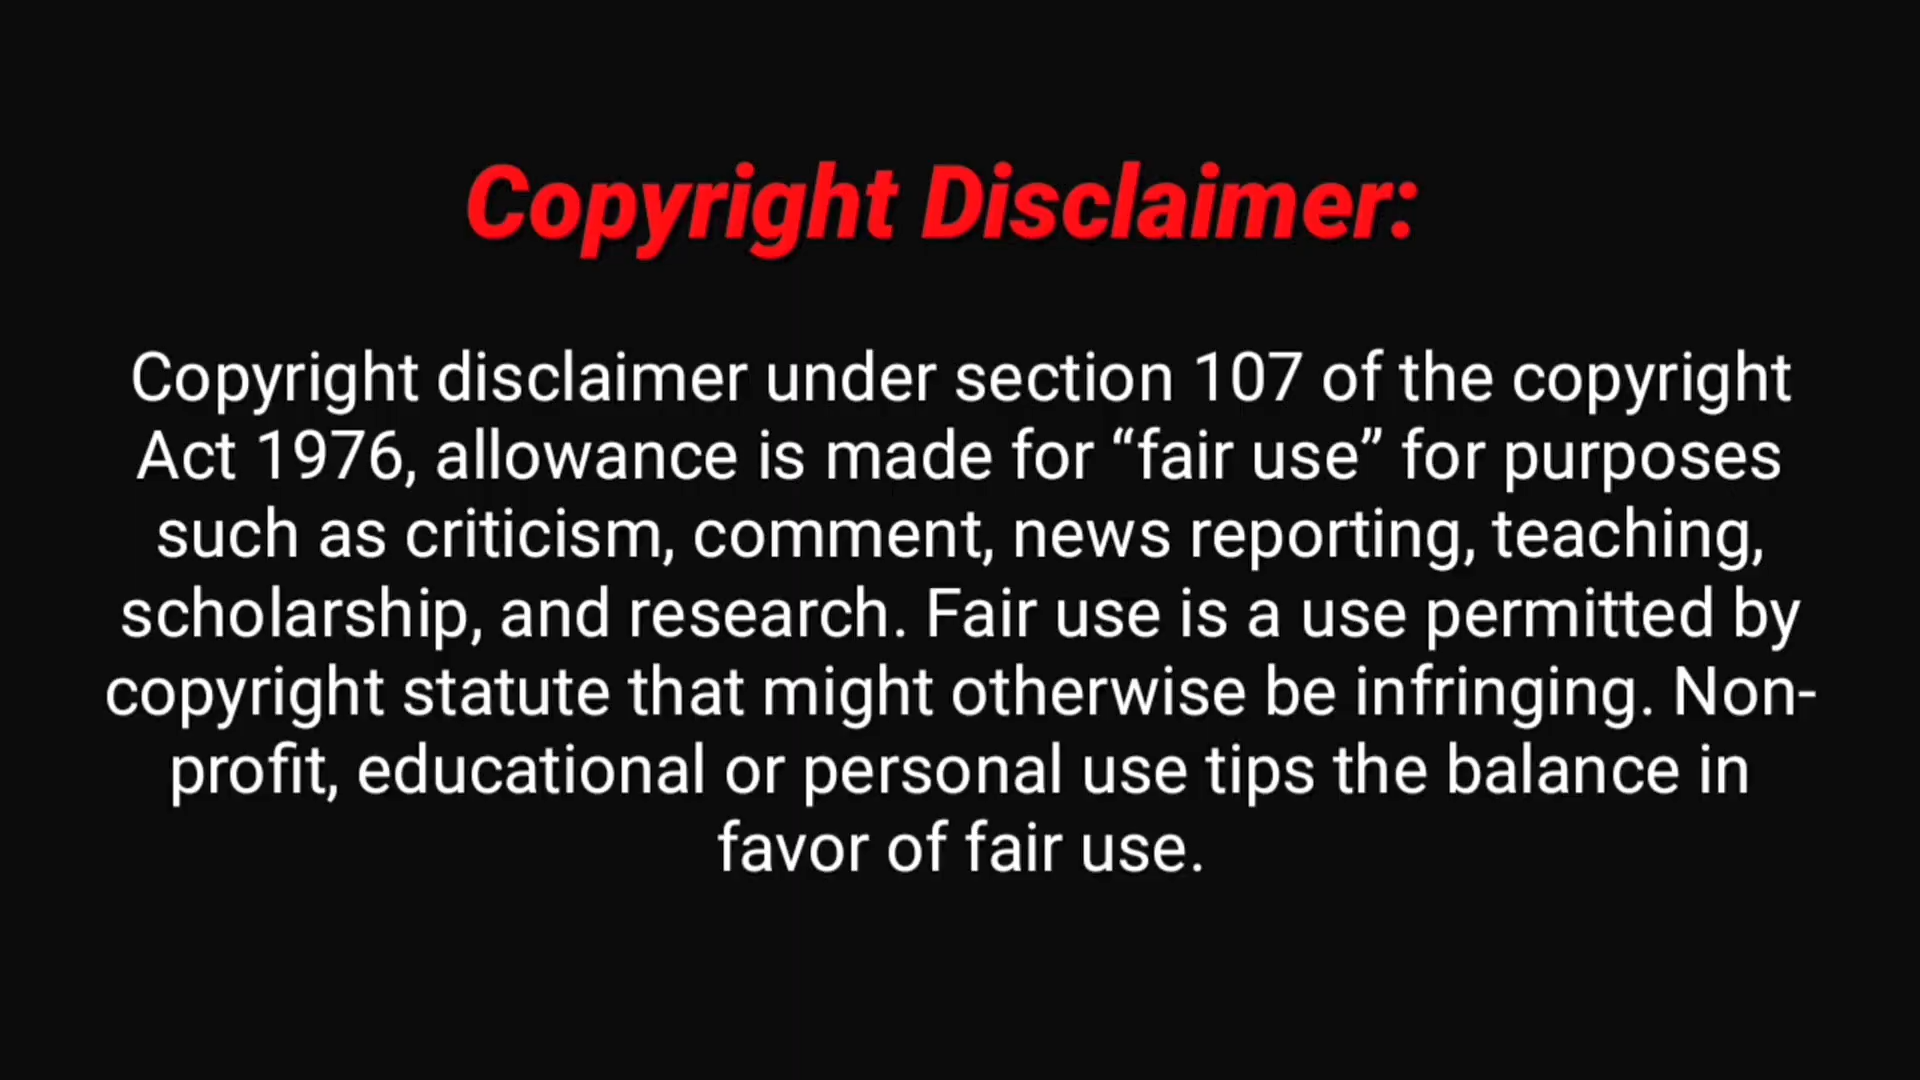 Copyright Disclaimer:
Copyright disclaimer under section 107 of the copyright
Act 1976, allowance is made for “fair use” for purposes
such as criticism, comment, news reporting, teaching,
scholarship, and research. Fair use is a use permitted by
copyright statute that might otherwise be infringing. Non-
profit, educational or personal use tips the balance in
favor of fair use.